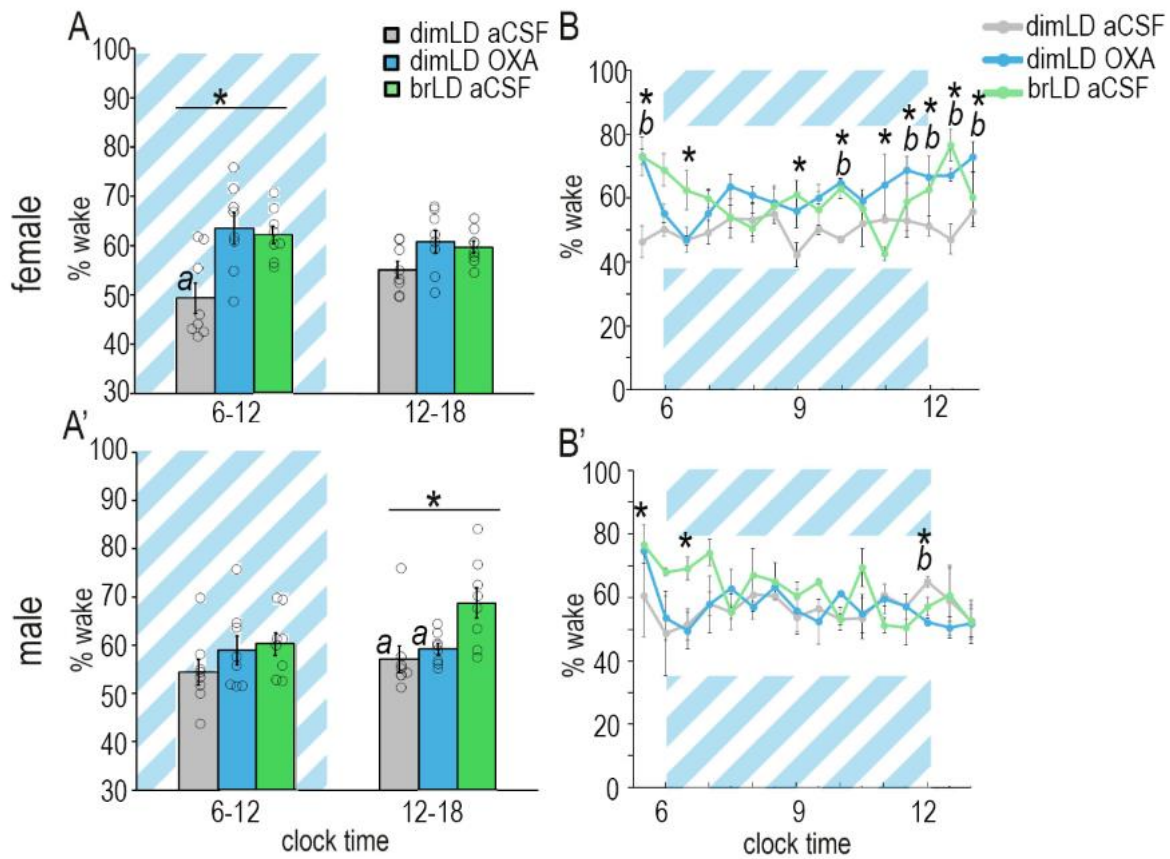 A
dimLD aCSF
dimLD OXA
brLD aCSF
100
90
80
70
60
50
40
30
% wake
female
*
a
6-12
12-18
B
dimLD aCSF
dimLD OXA
brLD aCSF
100
80
60
40
20
0
% wake
*
b
*
*
*
b
*
*
b
*
b
*
b
*
b
6
9
12
A'
100
90
80
70
60
50
40
30
% wake
male
*
a
a
6-12
12-18
clock time
B'
100
80
60
40
20
0
% wake
*
*
*
b
6
9
12
clock time